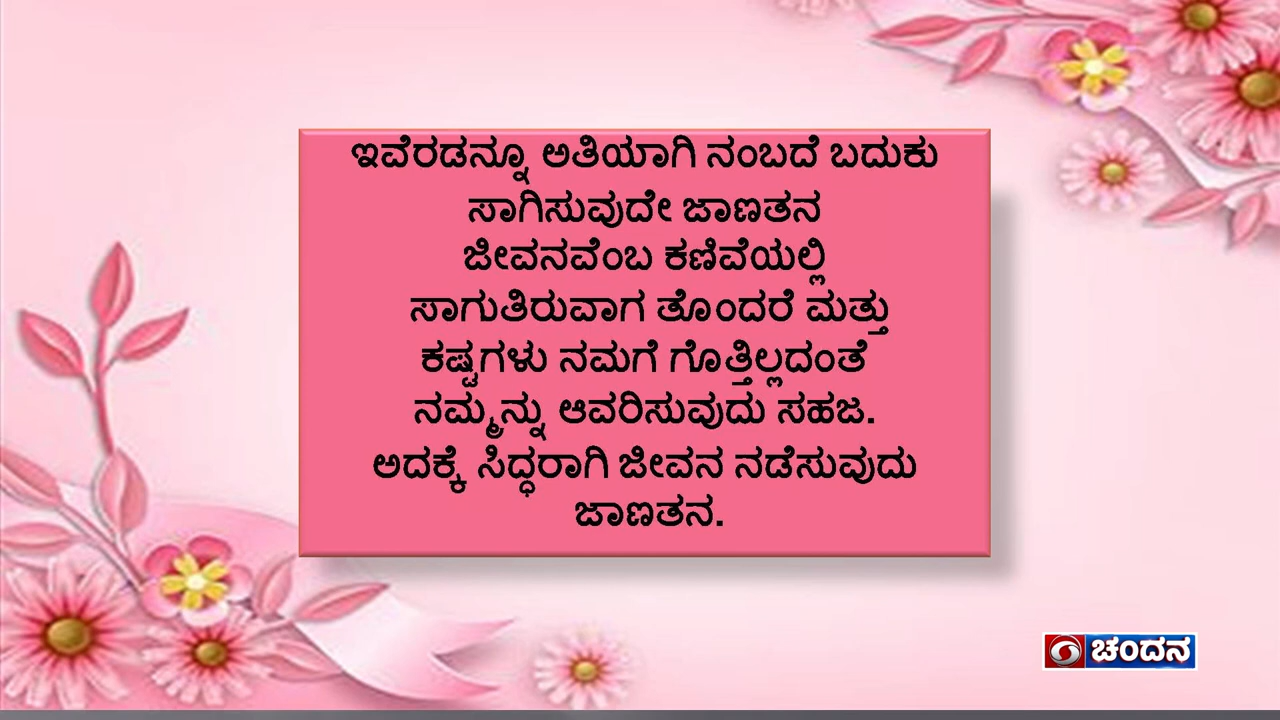 ಇವೆರಡನ್ನೂ ಅತಿಯಾಗಿ ನಂಬದೆ ಬದುಕು
ಸಾಗಿಸುವುದೇ ಜಾಣತನ
ಜೀವನವೆಂಬ ಕಣಿವೆಯಲ್ಲಿ
ಸಾಗುತಿರುವಾಗ ತೊಂದರೆ ಮತ್ತು
ಕಷ್ಟಗಳು ನಮಗೆ ಗೊತ್ತಿಲ್ಲದಂತೆ
ನಮ್ಮನ್ನು ಆವರಿಸುವುದು ಸಹಜ.
ಅದಕ್ಕೆ ಸಿದ್ಧರಾಗಿ ಜೀವನ ನಡೆಸುವುದು
ಜಾಣತನ.
ಚಂದನ